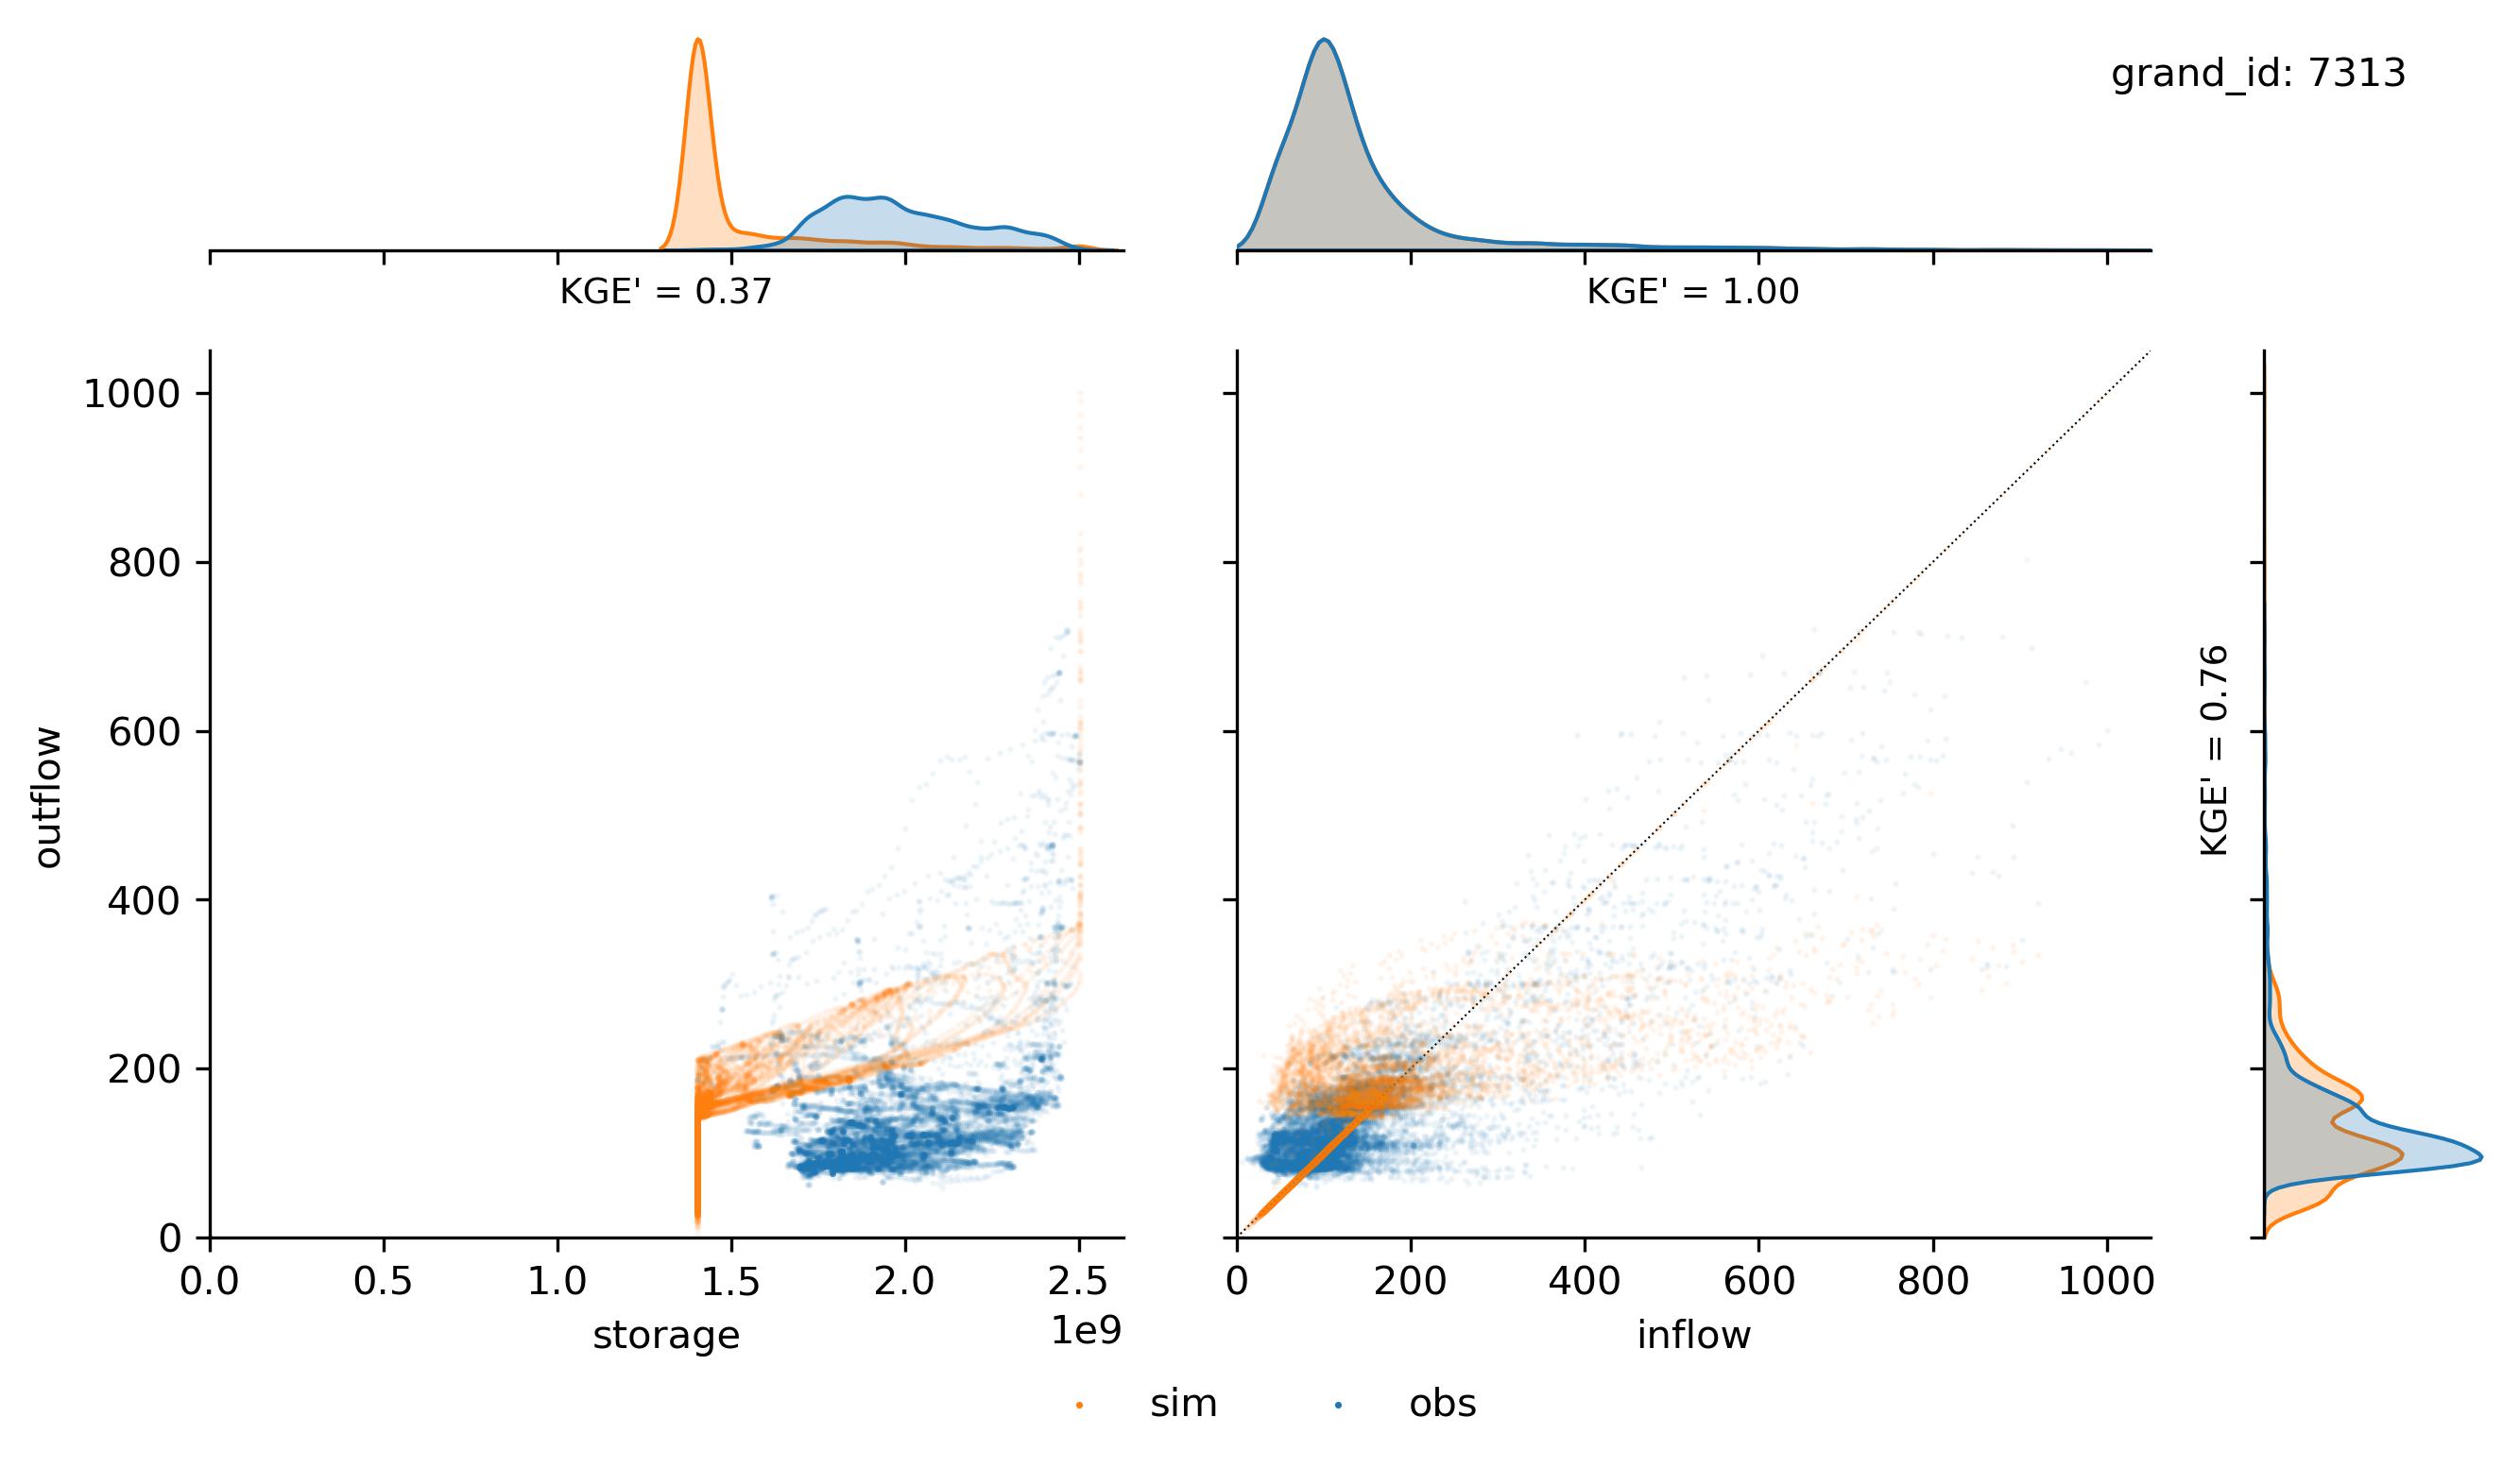 grand_id: 7313
KGE' = 0.37
KGE' = 1.00
1000
800
600
400
200
0
outflow
KGE' = 0.76
0.0 0.5 1.0 1.5 2.0 2.5
1e9
storage
0 200 400 600 800 1000
inflow
sim obs